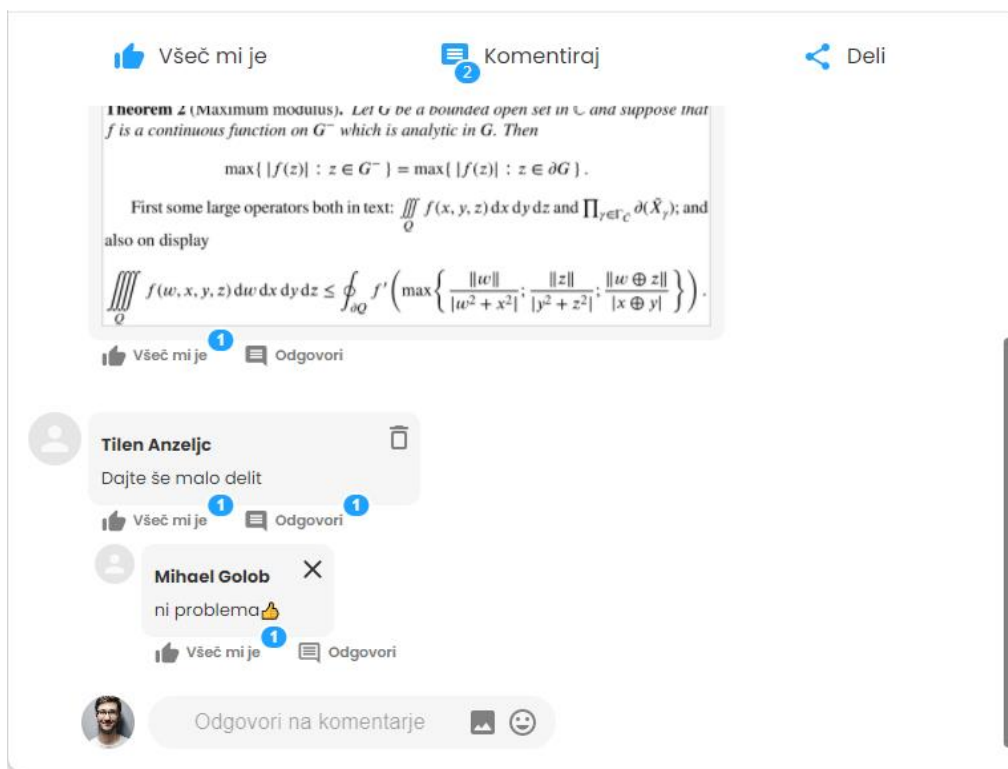 Všeč mi je
Komentiraj
2
Deli
Theorem 2 (Maximum modulus). Let G be a bounded open set in ℂ and suppose that
f is a continuous function on G⁻ which is analytic in G. Then
max{ |f(z)| : z ∈ G⁻ } = max{ |f(z)| : z ∈ ∂G } .
First some large operators both in text: ∭_Q f(x, y, z) dx dy dz and ∏_{γ∈Γ_C} ∂(X̃_γ); and
also on display
⨌_Q f(w, x, y, z) dw dx dy dz ≤ ∮_{∂Q} f′ ( max { ‖w‖ / |w² + x²| ; ‖z‖ / |y² + z²| ; ‖w ⊕ z‖ / |x ⊕ y| } ) .
Všeč mi je 1 Odgovori
Tilen Anzeljc
Dajte še malo delit
Všeč mi je 1 Odgovori 1
Mihael Golob
ni problema👍
Všeč mi je 1 Odgovori
Odgovori na komentarje